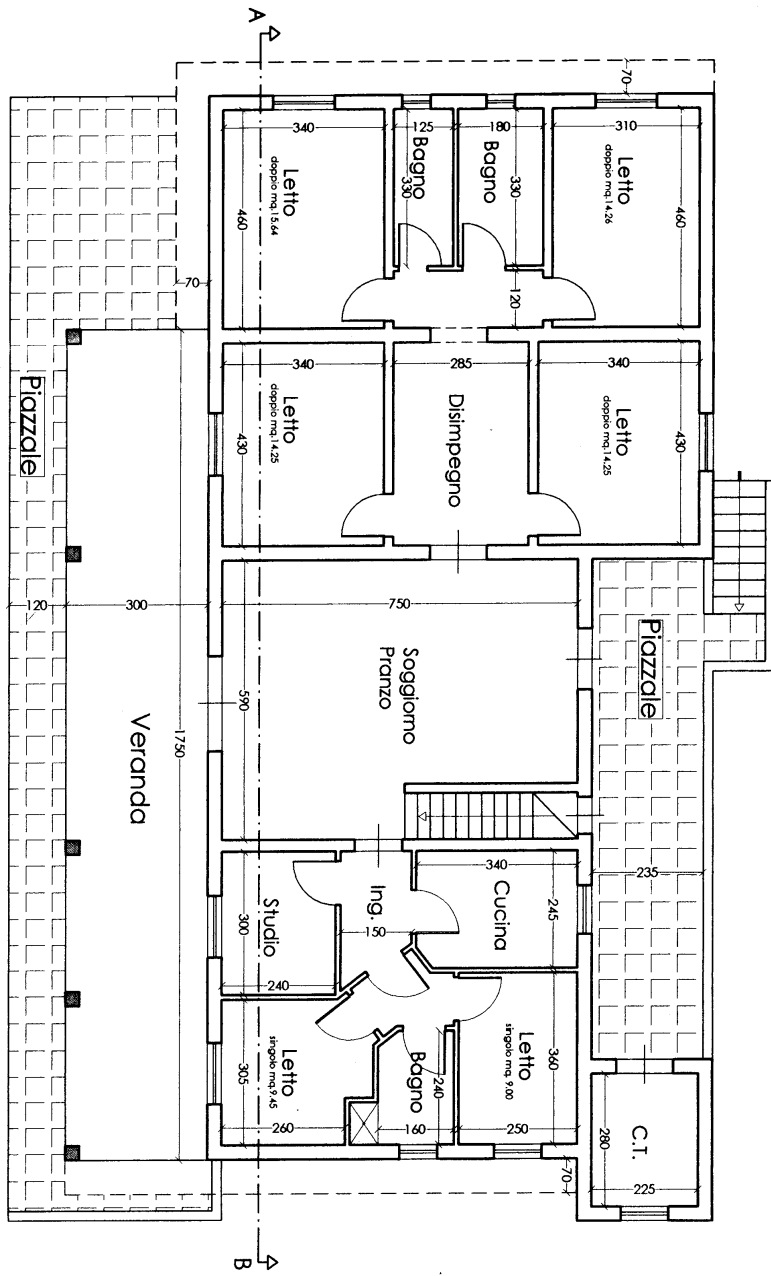 A
70
340
Letto
doppio mq.15.64
460
125
Bagno
330
180
Bagno
330
310
Letto
doppio mq.14.26
460
70
120
340
Letto
doppio mq.14.25
430
285
Disimpegno
340
Letto
doppio mq.14.25
430
Piazzale
120
300
Veranda
1750
750
590
Soggiorno
Pranzo
Piazzale
235
Studio
300
240
Ing.
150
340
Cucina
245
Letto
singolo mq.9.45
305
260
Bagno
240
160
Letto
singolo mq. 9.00
360
250
C.T.
280
225
70
B